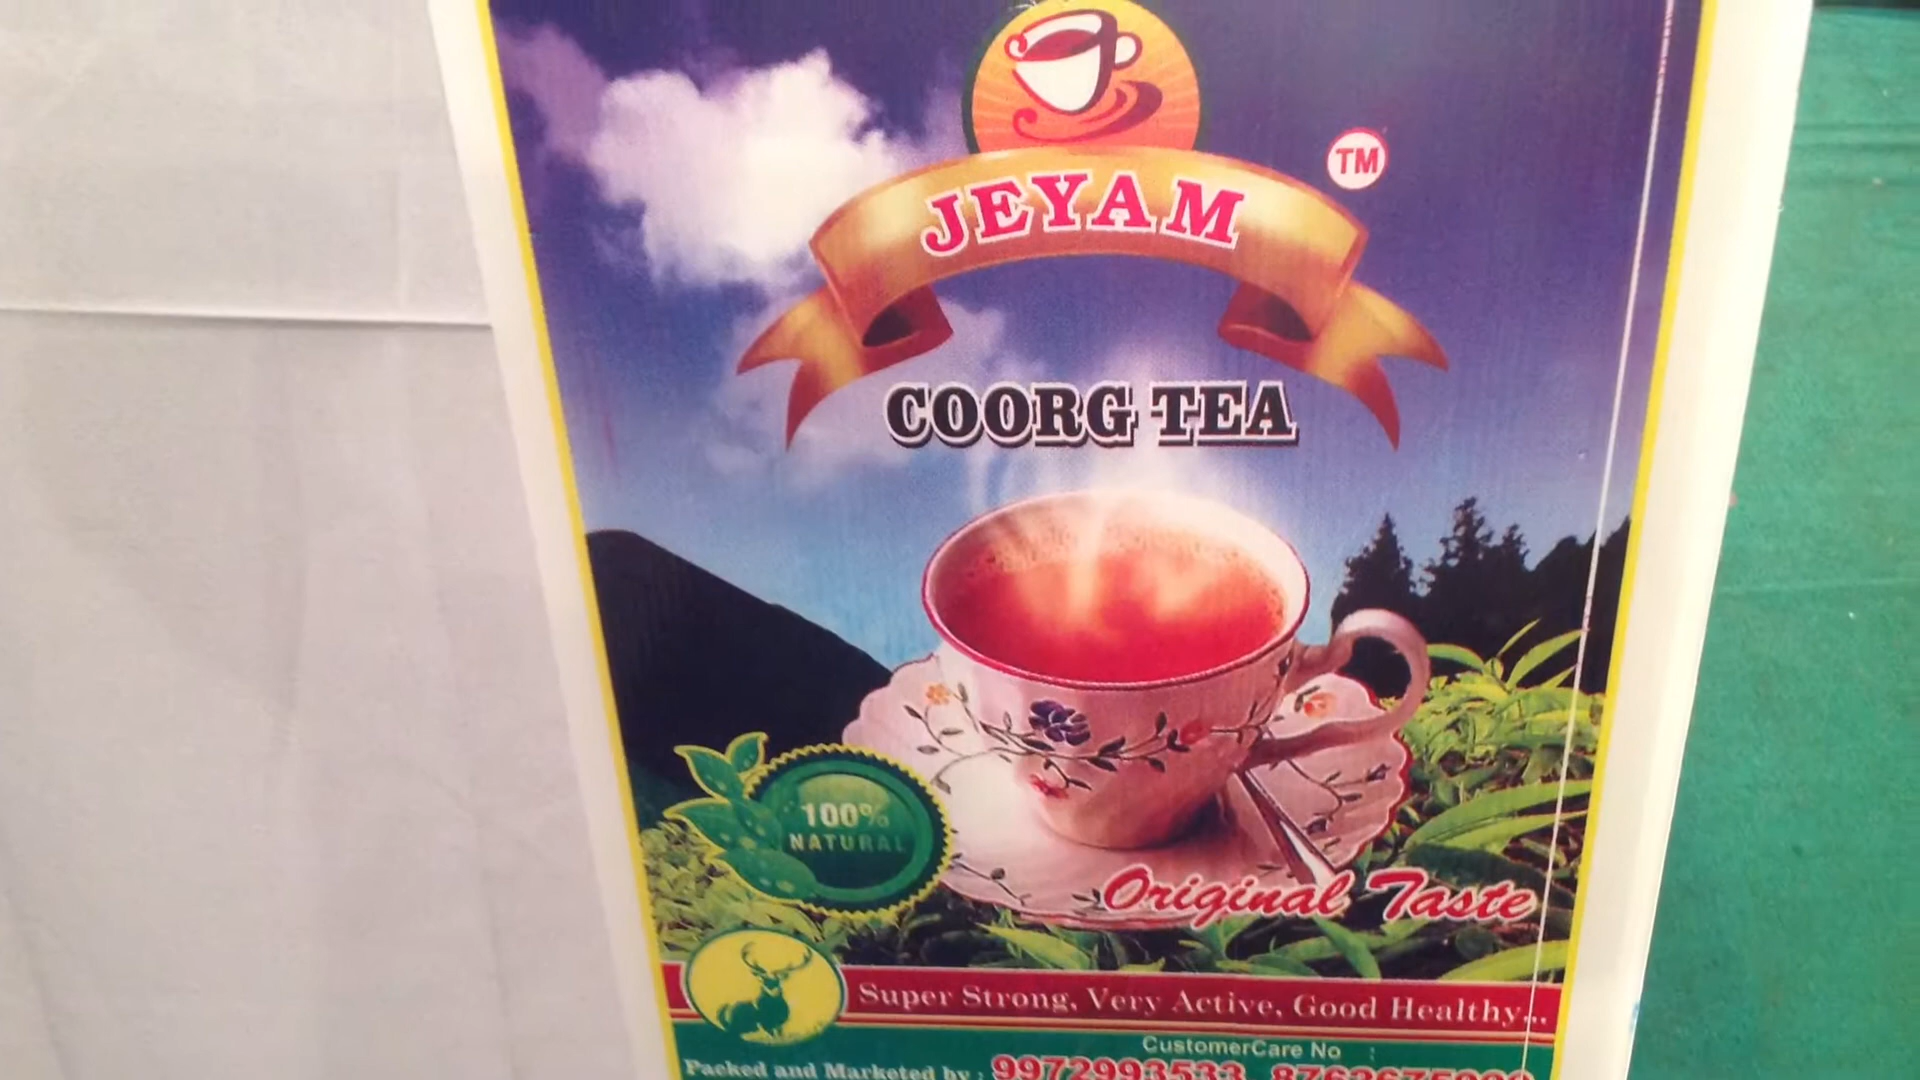 TM
JEYAM
COORG TEA
100%
NATURAL
Original Taste
Super Strong, Very Active, Good Healthy...
CustomerCare No :
Packed and Marketed by : 9972993533